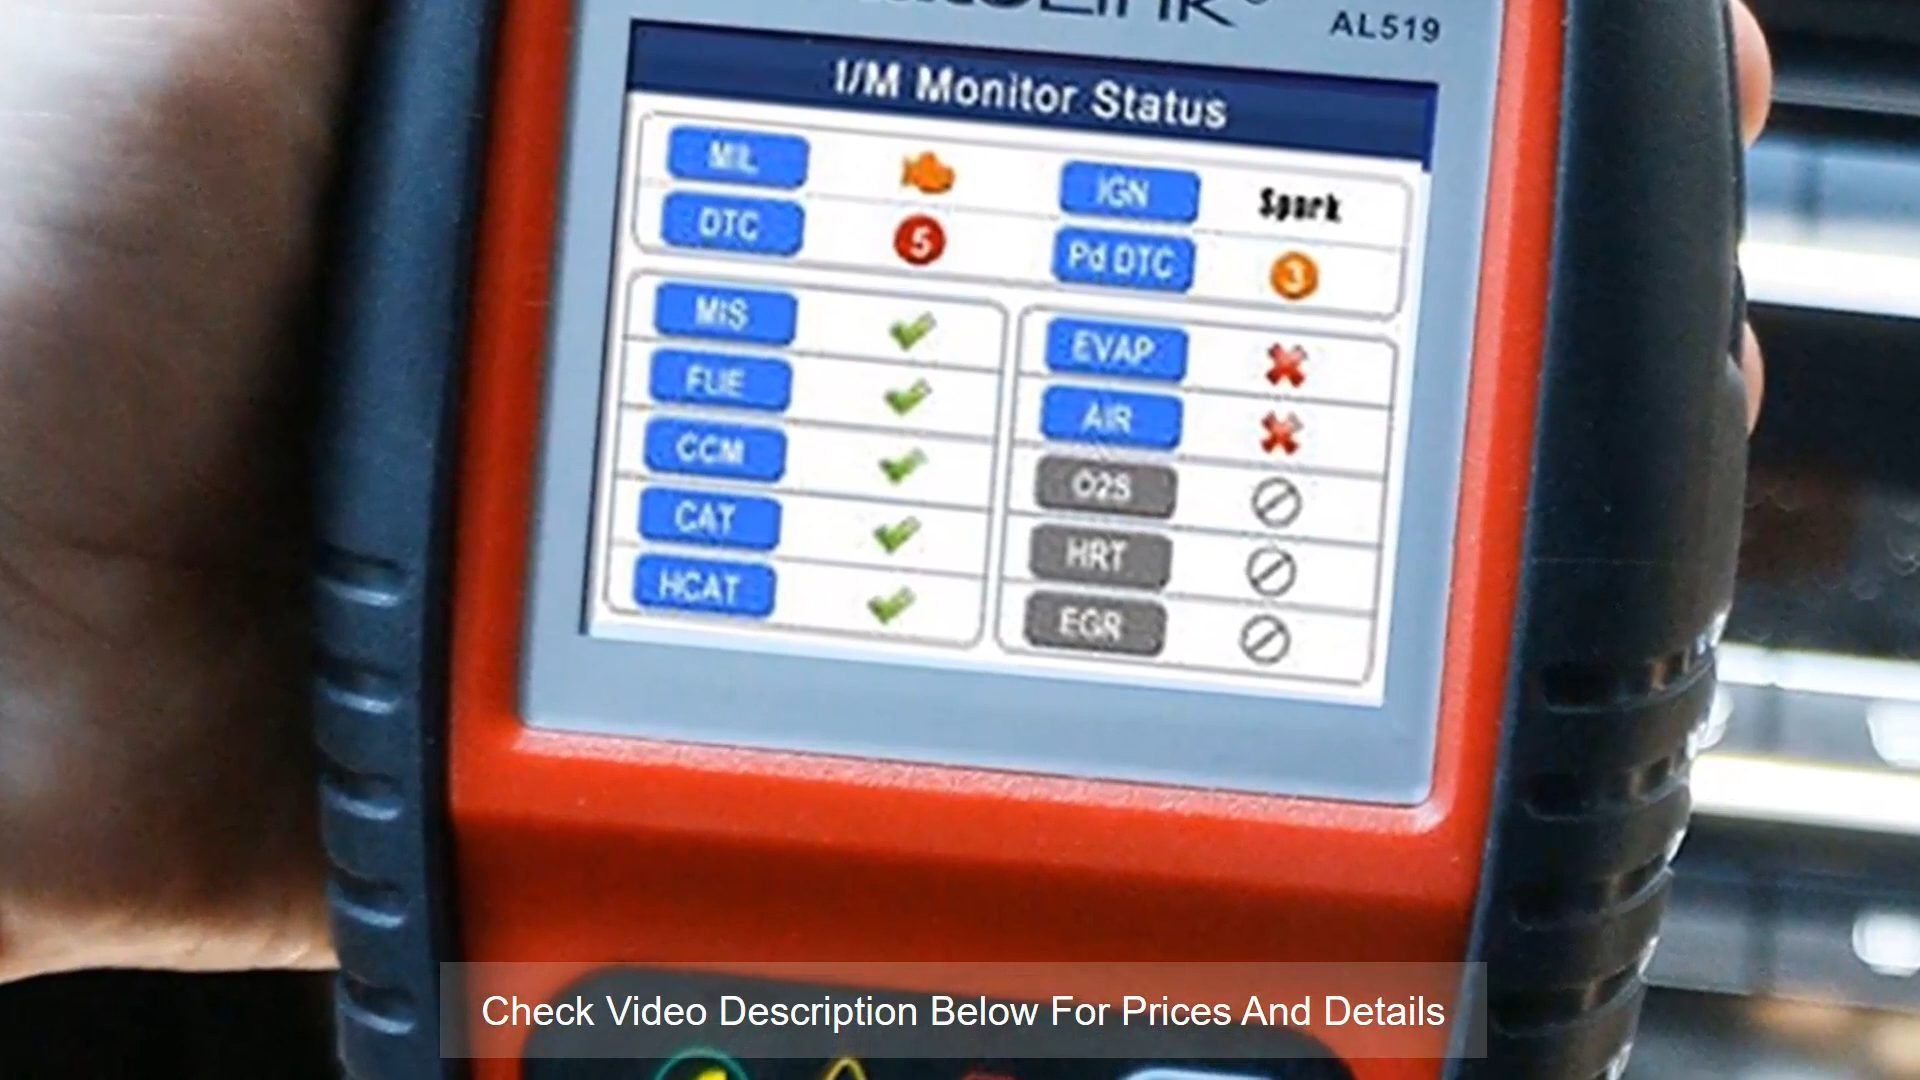 AL519
I/M Monitor Status
MIL
IGN Spark
DTC 5
Pd DTC 3
MIS
FUE
CCM
CAT
HCAT
EVAP
AIR
O2S
HRT
EGR
Check Video Description Below For Prices And Details